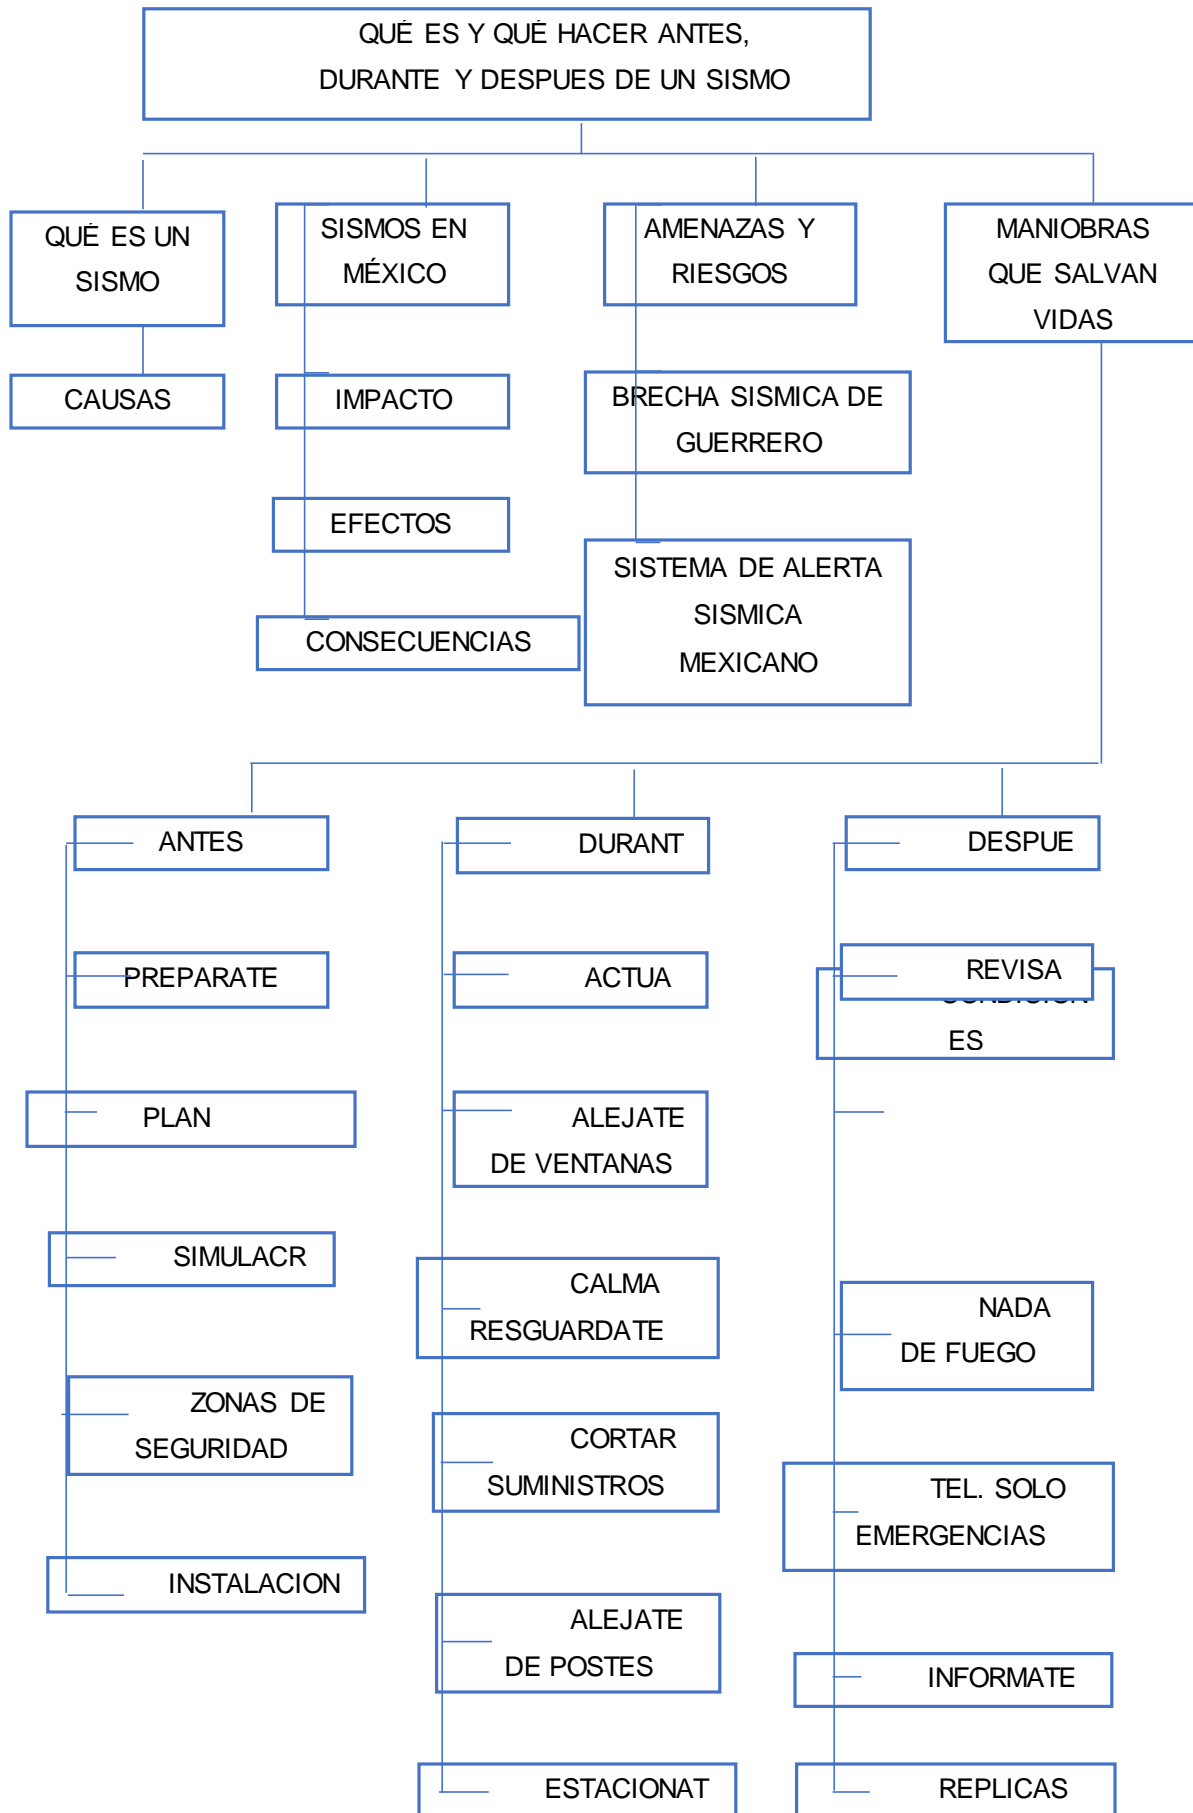 QUÉ ES Y QUÉ HACER ANTES,
DURANTE Y DESPUES DE UN SISMO
QUÉ ES UN
SISMO
CAUSAS
SISMOS EN
MÉXICO
IMPACTO
EFECTOS
CONSECUENCIAS
AMENAZAS Y
RIESGOS
BRECHA SISMICA DE
GUERRERO
SISTEMA DE ALERTA
SISMICA
MEXICANO
MANIOBRAS
QUE SALVAN
VIDAS
ANTES
PREPARATE
PLAN
SIMULACR
ZONAS DE
SEGURIDAD
INSTALACION
DURANT
ACTUA
ALEJATE
DE VENTANAS
CALMA
RESGUARDATE
CORTAR
SUMINISTROS
ALEJATE
DE POSTES
ESTACIONAT
DESPUE
REVISA
CONDICION
ES
NADA
DE FUEGO
TEL. SOLO
EMERGENCIAS
INFORMATE
REPLICAS